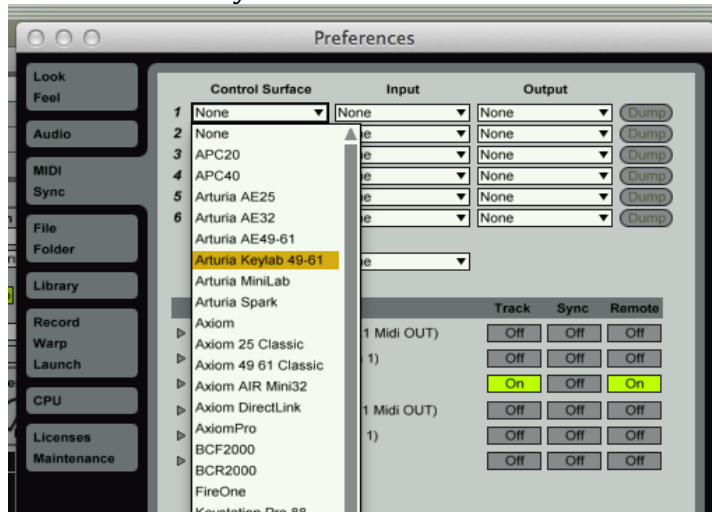 Preferences
Look
Feel
Audio
MIDI
Sync
File
Folder
Library
Record
Warp
Launch
CPU
Licenses
Maintenance
Control Surface Input Output
1 None None None Dump
2 None None Dump
3 APC20 None Dump
4 APC40 None Dump
5 Arturia AE25 None Dump
6 Arturia AE32 None Dump
Arturia AE49-61
Arturia Keylab 49-61
Arturia MiniLab
Arturia Spark
Axiom
Axiom 25 Classic
Axiom 49 61 Classic
Axiom AIR Mini32
Axiom DirectLink
AxiomPro
BCF2000
BCR2000
FireOne
Keystation Pro 88
Track Sync Remote
1 Midi OUT) Off Off Off
1) Off Off Off
On Off On
1 Midi OUT) Off Off Off
1) Off Off Off
Off Off Off